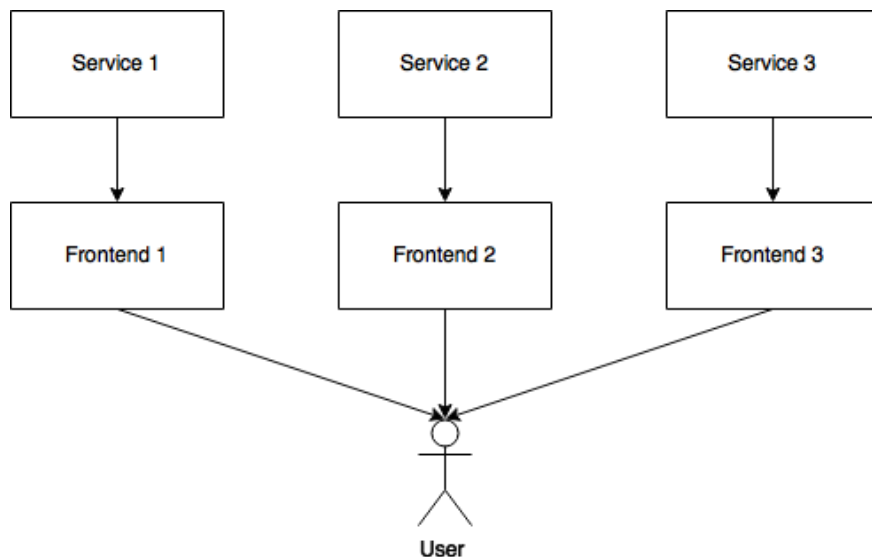 Service 1
Service 2
Service 3
Frontend 1
Frontend 2
Frontend 3
User